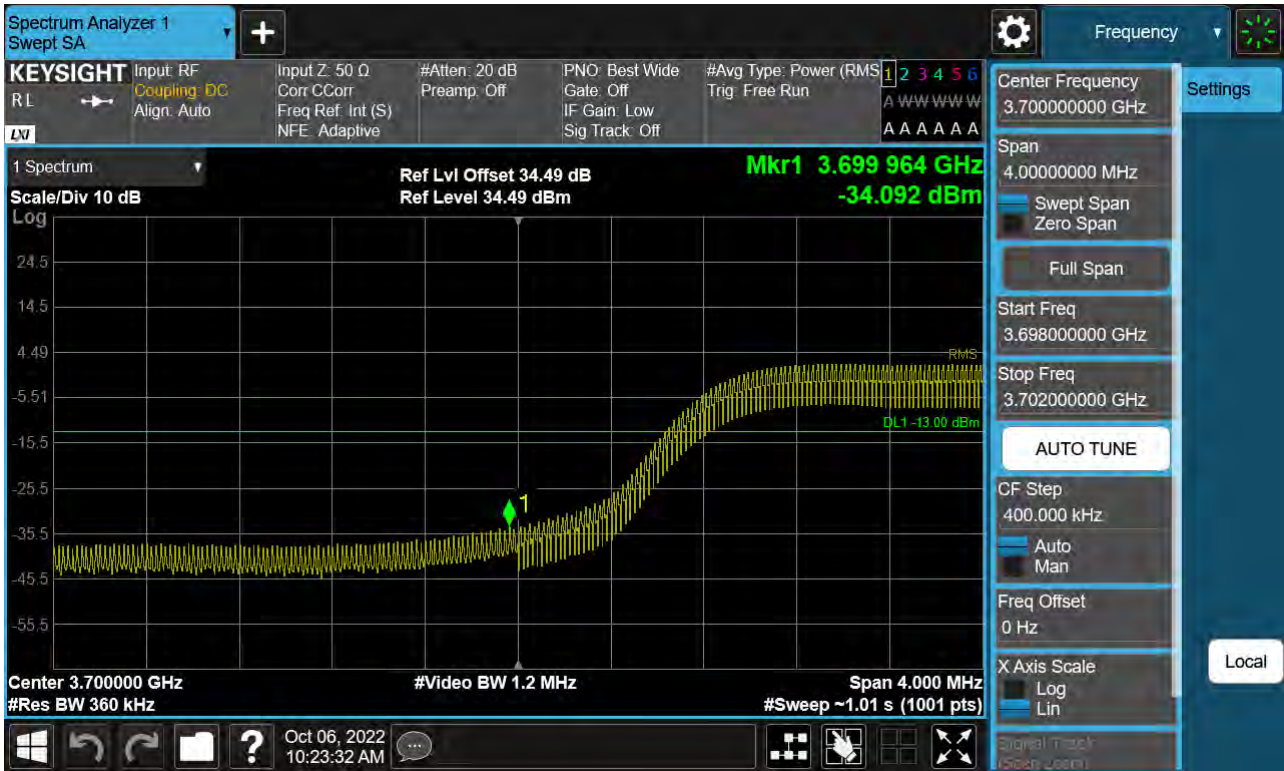 Spectrum Analyzer 1
Swept SA
Frequency
KEYSIGHT
RL
LXI
Input: RF
Coupling: DC
Align: Auto
Input Z: 50 Ω
Corr CCorr
Freq Ref: Int (S)
NFE: Adaptive
#Atten: 20 dB
Preamp: Off
PNO: Best Wide
Gate: Off
IF Gain: Low
Sig Track: Off
#Avg Type: Power (RMS
Trig: Free Run
1 2 3 4 5 6
A W W W W W
A A A A A A
1 Spectrum
Scale/Div 10 dB
Log
Ref Lvl Offset 34.49 dB
Ref Level 34.49 dBm
Mkr1 3.699 964 GHz
-34.092 dBm
24.5
14.5
4.49
-5.51
-15.5
-25.5
-35.5
-45.5
-55.5
RMS
DL1 -13.00 dBm
1
Center 3.700000 GHz
#Res BW 360 kHz
#Video BW 1.2 MHz
Span 4.000 MHz
#Sweep ~1.01 s (1001 pts)
Center Frequency
3.700000000 GHz
Settings
Span
4.00000000 MHz
Swept Span
Zero Span
Full Span
Start Freq
3.698000000 GHz
Stop Freq
3.702000000 GHz
AUTO TUNE
CF Step
400.000 kHz
Auto
Man
Freq Offset
0 Hz
X Axis Scale
Log
Lin
Local
Signal Track
(Span Zoom)
?
Oct 06, 2022
10:23:32 AM